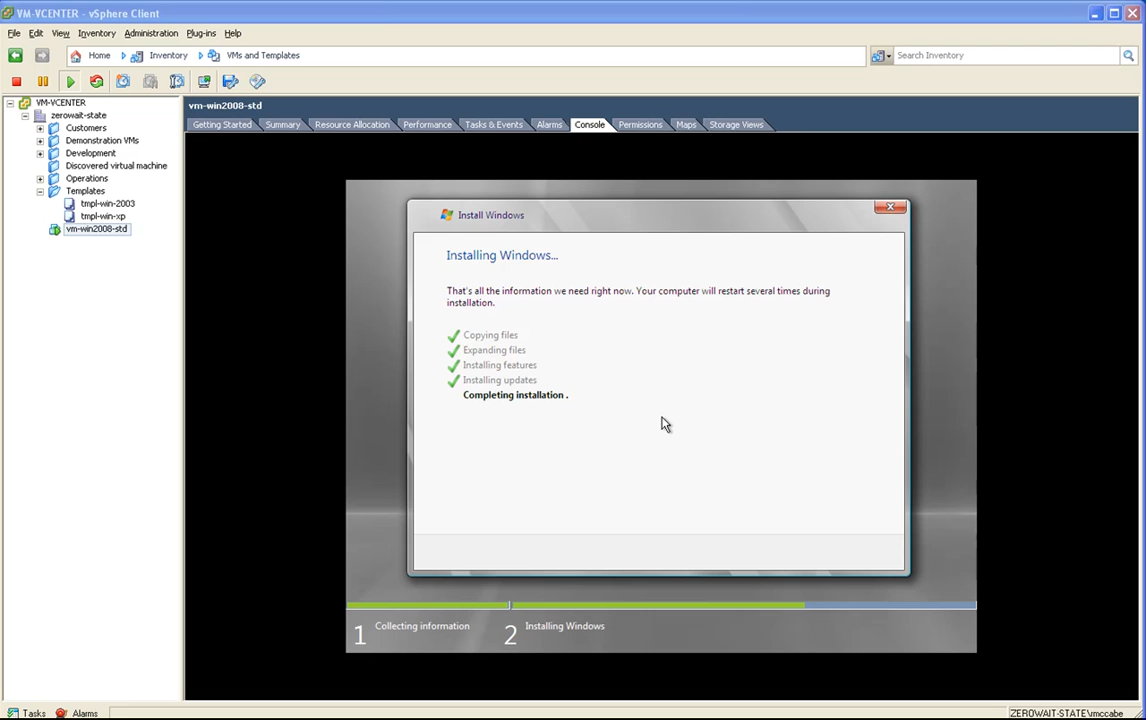 VM-VCENTER - vSphere Client
File Edit View Inventory Administration Plug-ins Help
Home Inventory VMs and Templates Search Inventory
VM-VCENTER
zerowait-state
Customers
Demonstration VMs
Development
Discovered virtual machine
Operations
Templates
tmpl-win-2003
tmpl-win-xp
vm-win2008-std
vm-win2008-std
Getting Started Summary Resource Allocation Performance Tasks & Events Alarms Console Permissions Maps Storage Views
Install Windows
Installing Windows...
That's all the information we need right now. Your computer will restart several times during
installation.
Copying files
Expanding files
Installing features
Installing updates
Completing installation .
1 Collecting information 2 Installing Windows
Tasks Alarms ZEROWAIT-STATE\rmccabe